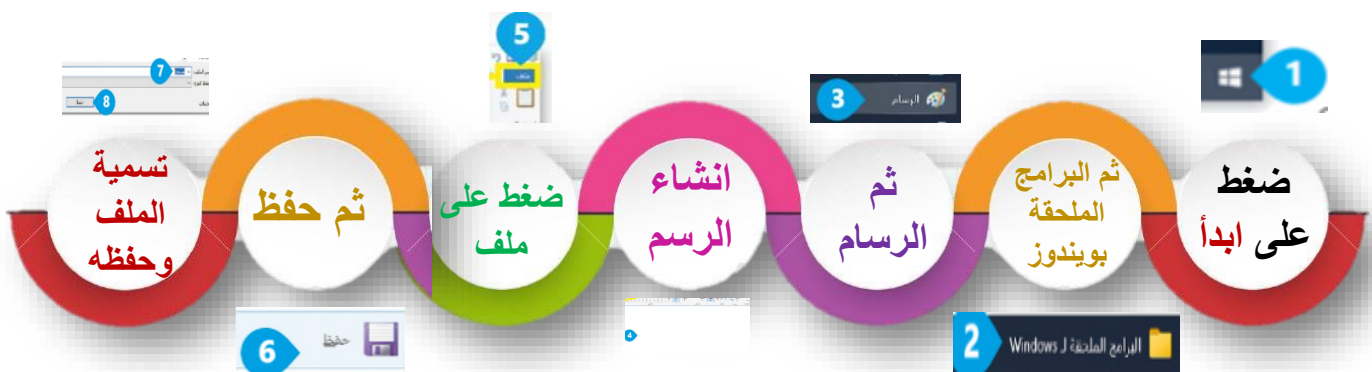 1
ضغط
على ابدأ
ثم البرامج
الملحقة
بويندوز
2
البرامج الملحقة لـ Windows
3
الرسام
ثم
الرسام
انشاء
الرسم
4
5
ملف
ضغط على
ملف
ثم حفظ
6
حفظ
7
8
تسمية
الملف
وحفظه